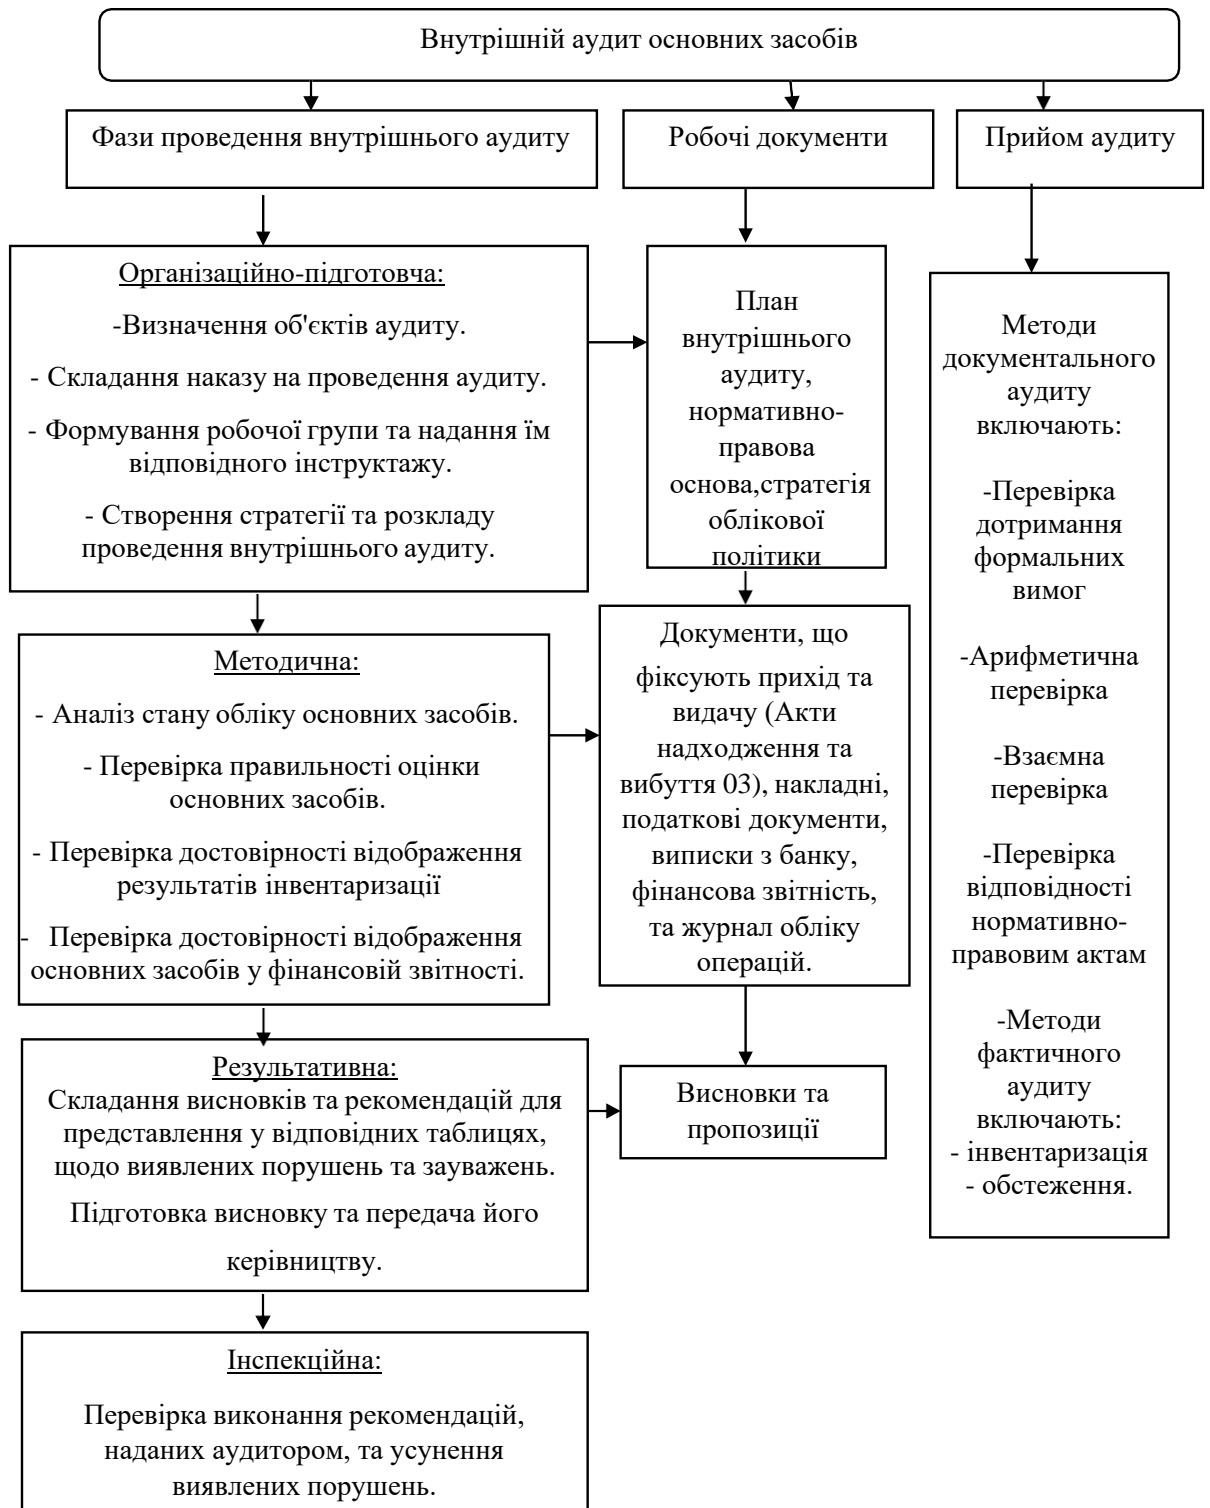 Внутрішній аудит основних засобів
Фази проведення внутрішнього аудиту
Робочі документи
Прийом аудиту
Організаційно-підготовча:
-Визначення об'єктів аудиту.
- Складання наказу на проведення аудиту.
- Формування робочої групи та надання їм
відповідного інструктажу.
- Створення стратегії та розкладу
проведення внутрішнього аудиту.
План
внутрішнього
аудиту,
нормативно-
правова
основа,стратегія
облікової
політики
Методична:
- Аналіз стану обліку основних засобів.
- Перевірка правильності оцінки
основних засобів.
- Перевірка достовірності відображення
результатів інвентаризації
- Перевірка достовірності відображення
основних засобів у фінансовій звітності.
Документи, що
фіксують прихід та
видачу (Акти
надходження та
вибуття 03), накладні,
податкові документи,
виписки з банку,
фінансова звітність,
та журнал обліку
операцій.
Результативна:
Складання висновків та рекомендацій для
представлення у відповідних таблицях,
щодо виявлених порушень та зауважень.
Підготовка висновку та передача його
керівництву.
Висновки та
пропозиції
Інспекційна:
Перевірка виконання рекомендацій,
наданих аудитором, та усунення
виявлених порушень.
Методи
документального
аудиту
включають:
-Перевірка
дотримання
формальних
вимог
-Арифметична
перевірка
-Взаємна
перевірка
-Перевірка
відповідності
нормативно-
правовим актам
-Методи
фактичного
аудиту
включають:
- інвентаризація
- обстеження.